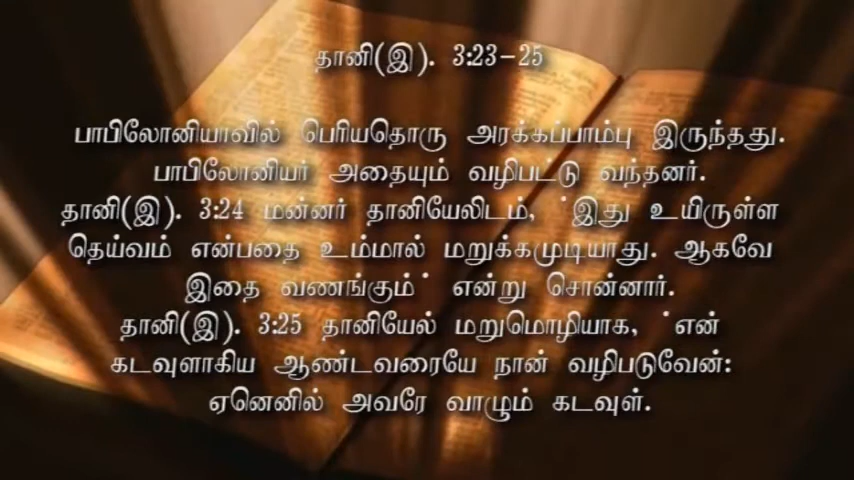 தானி(இ). 3:23-25
பாபிலோனியாவில் பெரியதொரு அரக்கப்பாம்பு இருந்தது.
பாபிலோனியர் அதையும் வழிபட்டு வந்தனர்.
தானி(இ). 3:24 மன்னர் தானியேலிடம், 'இது உயிருள்ள
தெய்வம் என்பதை உம்மால் மறுக்கமுடியாது. ஆகவே
இதை வணங்கும்' என்று சொன்னார்.
தானி(இ). 3:25 தானியேல் மறுமொழியாக, 'என்
கடவுளாகிய ஆண்டவரையே நான் வழிபடுவேன்:
ஏனெனில் அவரே வாழும் கடவுள்.